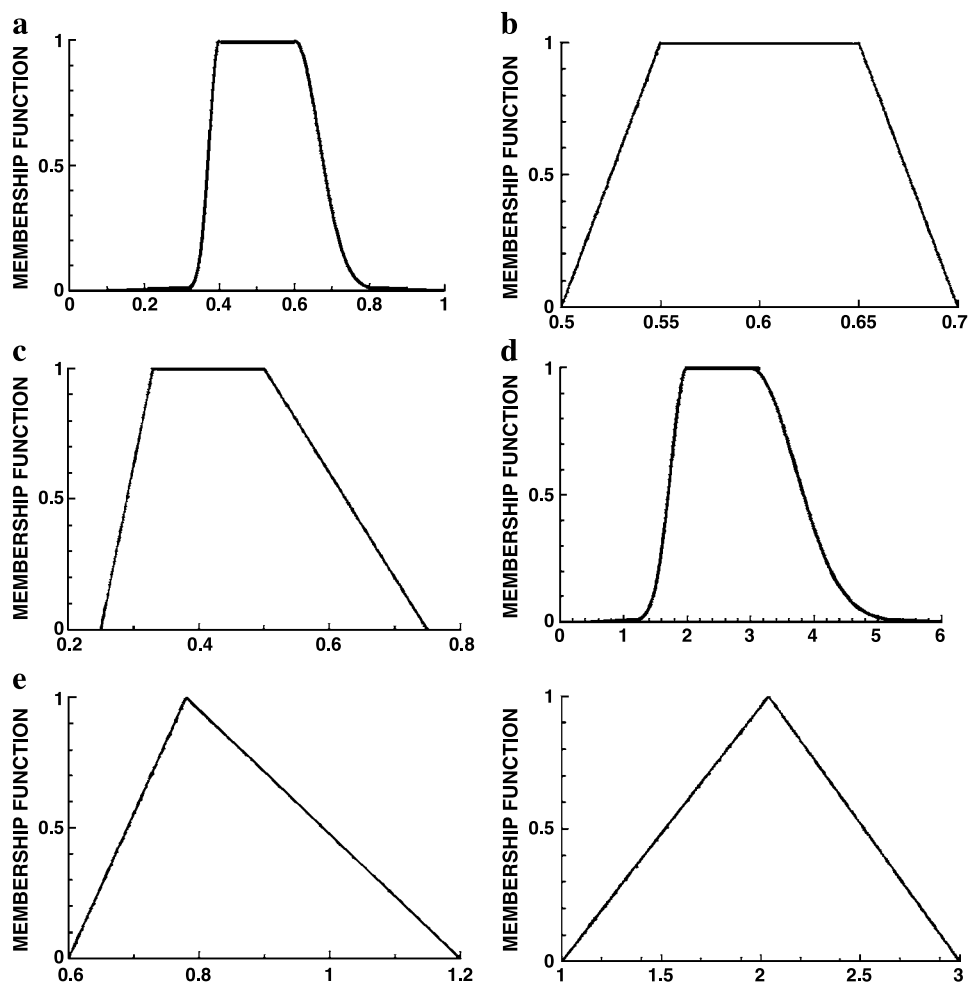 a
MEMBERSHIP FUNCTION
1
0.5
0
0 0.2 0.4 0.6 0.8 1
b
MEMBERSHIP FUNCTION
1
0.5
0
0.5 0.55 0.6 0.65 0.7
c
MEMBERSHIP FUNCTION
1
0.5
0
0.2 0.4 0.6 0.8
d
MEMBERSHIP FUNCTION
1
0.5
0
0 1 2 3 4 5 6
e
MEMBERSHIP FUNCTION
1
0.5
0
0.6 0.8 1 1.2
MEMBERSHIP FUNCTION
1
0.5
0
1 1.5 2 2.5 3